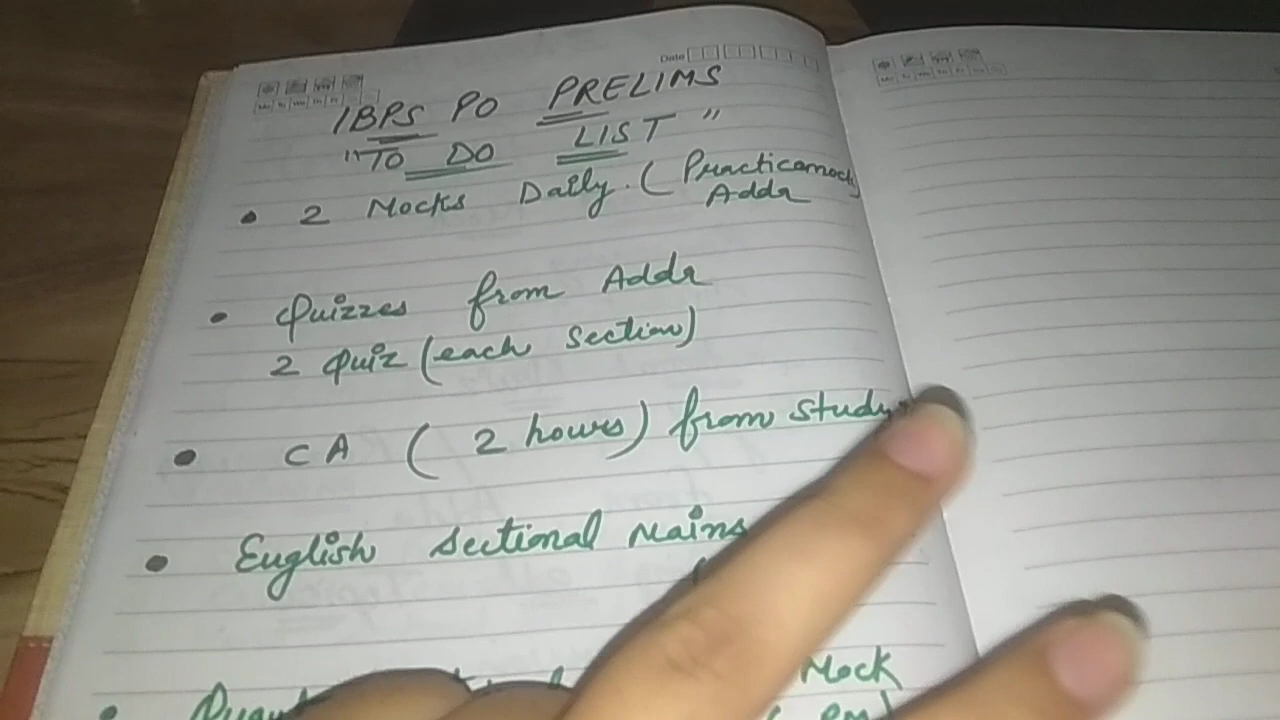 Date
IBPS PO PRELIMS
"TO DO LIST"
• 2 Mocks Daily. (Practicemock
Adda
• Quizzes from Adda
2 Quiz (each section)
• CA ( 2 hours) from study
• English sectional Mains
• Mock